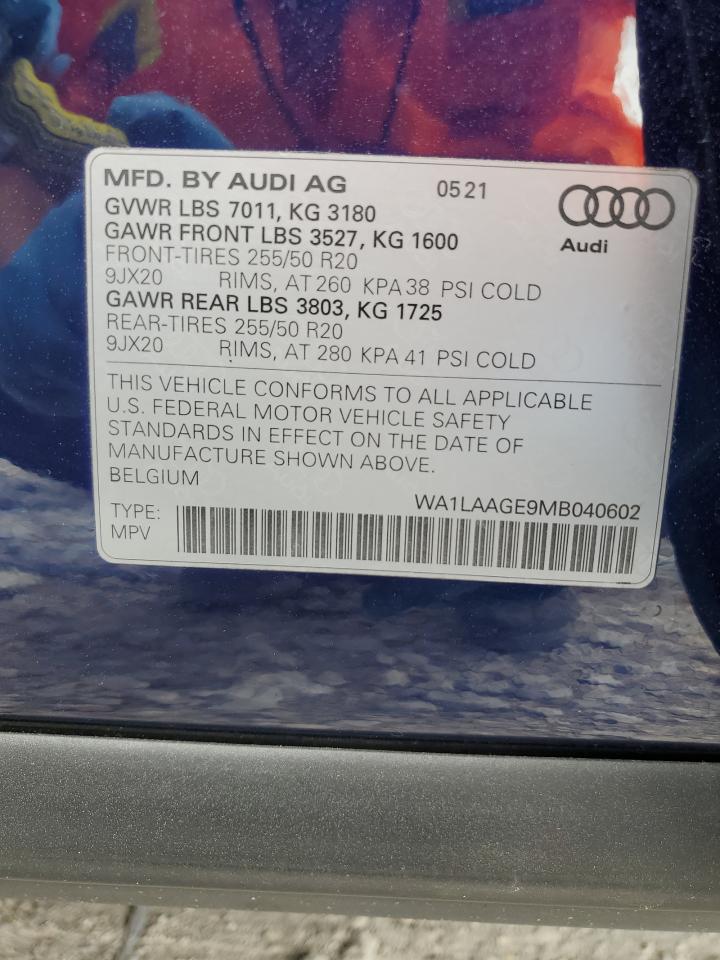 MFD. BY AUDI AG 0521
GVWR LBS 7011, KG 3180
GAWR FRONT LBS 3527, KG 1600
Audi
FRONT-TIRES 255/50 R20
9JX20 RIMS, AT 260 KPA 38 PSI COLD
GAWR REAR LBS 3803, KG 1725
REAR-TIRES 255/50 R20
9JX20 RIMS, AT 280 KPA 41 PSI COLD
THIS VEHICLE CONFORMS TO ALL APPLICABLE
U.S. FEDERAL MOTOR VEHICLE SAFETY
STANDARDS IN EFFECT ON THE DATE OF
MANUFACTURE SHOWN ABOVE.
BELGIUM
WA1LAAGE9MB040602
TYPE:
MPV